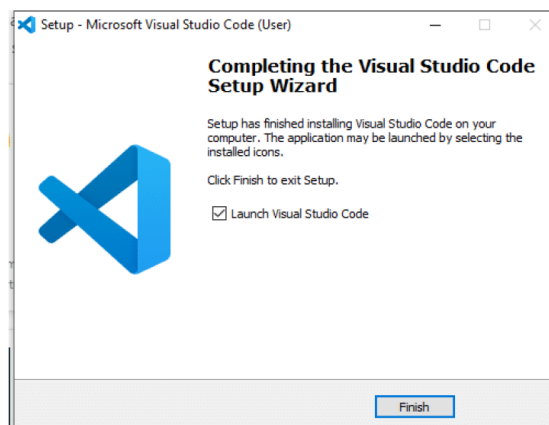 Setup - Microsoft Visual Studio Code (User)
Completing the Visual Studio Code
Setup Wizard
Setup has finished installing Visual Studio Code on your
computer. The application may be launched by selecting the
installed icons.
Click Finish to exit Setup.
Launch Visual Studio Code
Finish